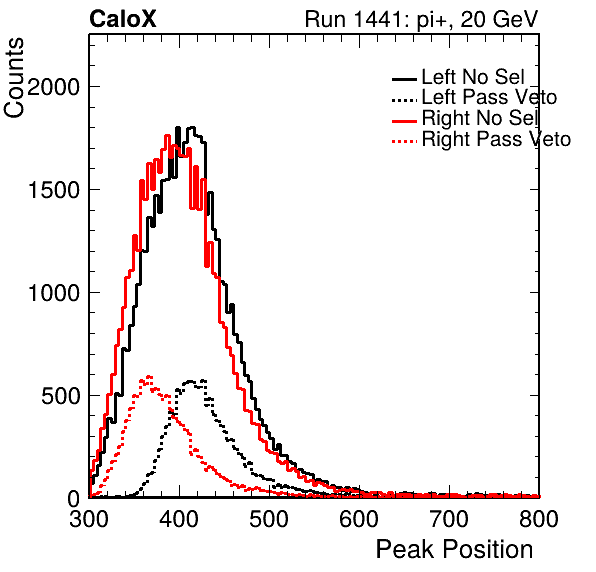 CaloX Run 1441: pi+, 20 GeV
Counts
Left No Sel
Left Pass Veto
Right No Sel
Right Pass Veto
2000
1500
1000
500
0
300 400 500 600 700 800
Peak Position